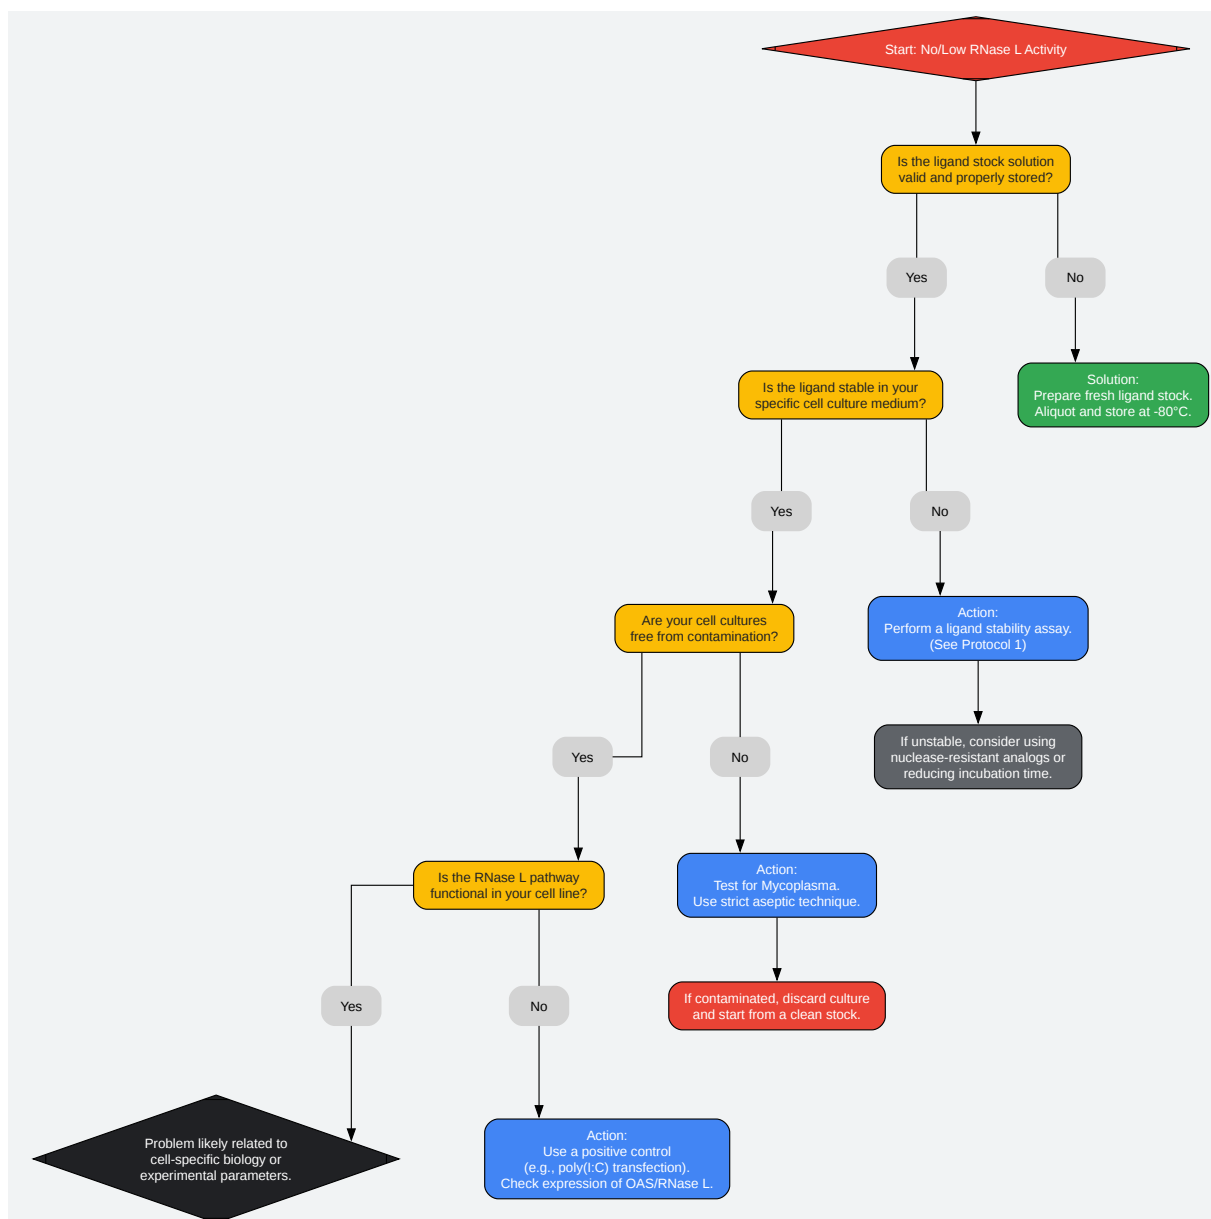 Start: No/Low RNase L Activity
Is the ligand stock solution
valid and properly stored?
Yes
No
Solution:
Prepare fresh ligand stock.
Aliquot and store at -80°C.
Is the ligand stable in your
specific cell culture medium?
Yes
No
Action:
Perform a ligand stability assay.
(See Protocol 1)
Are your cell cultures
free from contamination?
If unstable, consider using
nuclease-resistant analogs or
reducing incubation time.
Yes
No
Action:
Test for Mycoplasma.
Use strict aseptic technique.
Is the RNase L pathway
functional in your cell line?
If contaminated, discard culture
and start from a clean stock.
Yes
No
Problem likely related to
cell-specific biology or
experimental parameters.
Action:
Use a positive control
(e.g., poly(I:C) transfection).
Check expression of OAS/RNase L.